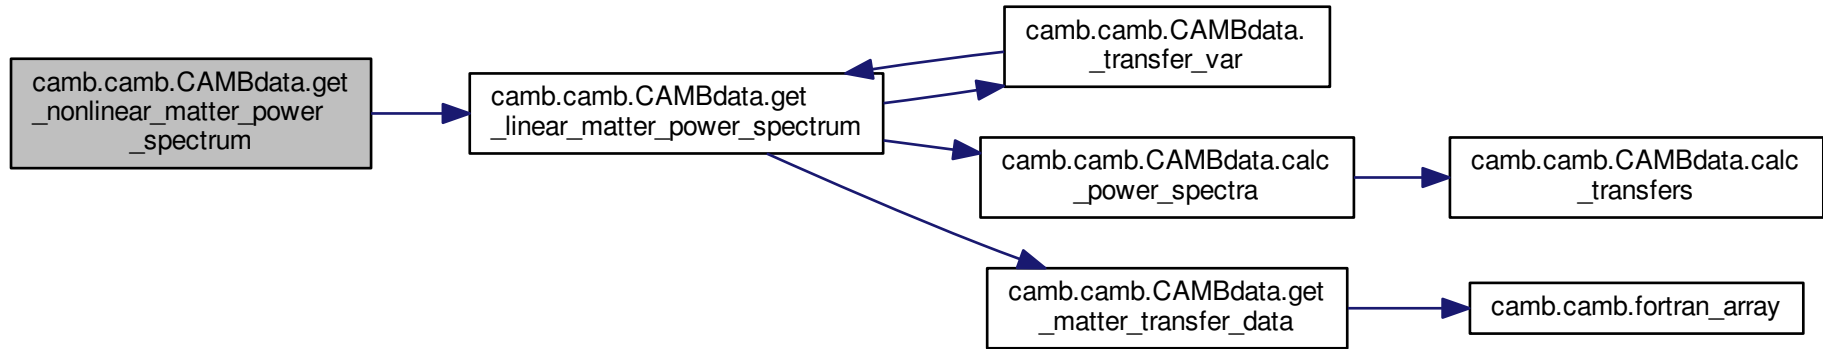 camb.camb.CAMBdata.get
_nonlinear_matter_power
_spectrum
camb.camb.CAMBdata.get
_linear_matter_power_spectrum
camb.camb.CAMBdata.
_transfer_var
camb.camb.CAMBdata.calc
_power_spectra
camb.camb.CAMBdata.calc
_transfers
camb.camb.CAMBdata.get
_matter_transfer_data
camb.camb.fortran_array